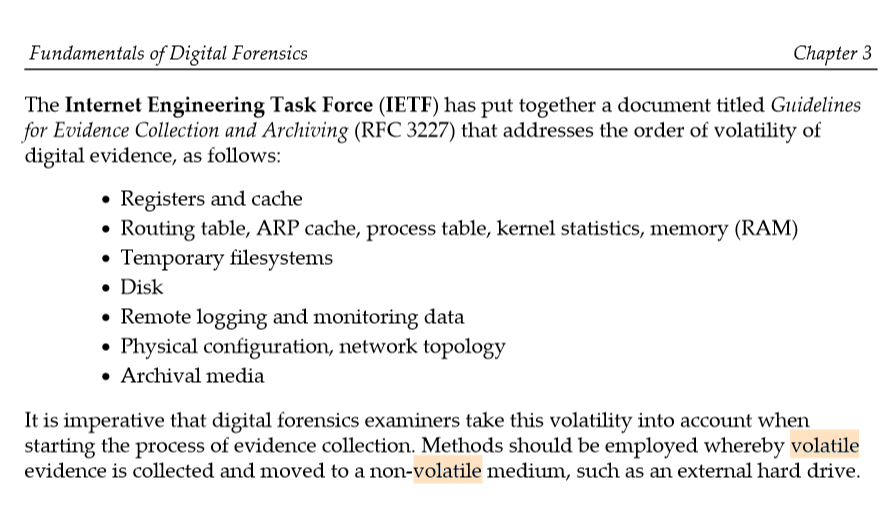 Fundamentals of Digital Forensics Chapter 3
The Internet Engineering Task Force (IETF) has put together a document titled Guidelines
for Evidence Collection and Archiving (RFC 3227) that addresses the order of volatility of
digital evidence, as follows:
• Registers and cache
• Routing table, ARP cache, process table, kernel statistics, memory (RAM)
• Temporary filesystems
• Disk
• Remote logging and monitoring data
• Physical configuration, network topology
• Archival media
It is imperative that digital forensics examiners take this volatility into account when
starting the process of evidence collection. Methods should be employed whereby volatile
evidence is collected and moved to a non-volatile medium, such as an external hard drive.